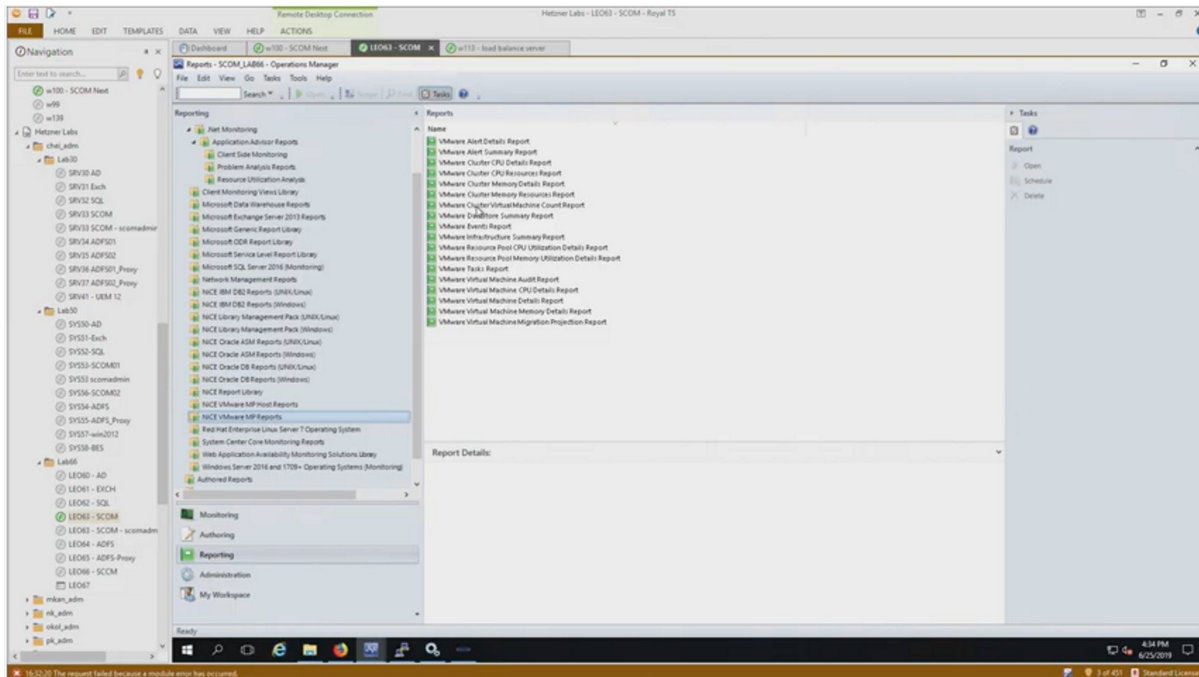 Remote Desktop Connection
Hetzner Labs - LEO63 - SCOM - Royal TS
FILE HOME EDIT TEMPLATES DATA VIEW HELP ACTIONS
Navigation
Dashboard
w100 - SCOM Next
LEO63 - SCOM
w113 - load balance server
Enter text to search...
w100 - SCOM Next
w99
w139
Hetzner Labs
chei_adm
Lab30
SRV30 AD
SRV31 Exch
SRV32 SQL
SRV33 SCOM
SRV33 SCOM - scomadmir
SRV34 ADFS01
SRV35 ADFS02
SRV36 ADFS01_Proxy
SRV37 ADFS02_Proxy
SRV41 - UEM 12
Lab50
SYS50-AD
SYS51-Exch
SYS52-SQL
SYS53-SCOM01
SYS53 scomadmin
SYS56-SCOM02
SYS54-ADFS
SYS55-ADFS_Proxy
SYS57-win2012
SYS58-BES
Lab66
LEO60 - AD
LEO61 - EXCH
LEO62 - SQL
LEO63 - SCOM
LEO63 - SCOM - scomadm
LEO64 - ADFS
LEO65 - ADFS-Proxy
LEO66 - SCCM
LEO67
mkan_adm
nk_adm
okol_adm
pk_adm
Reports - SCOM_LAB66 - Operations Manager
File Edit View Go Tasks Tools Help
Search
Tasks
Reporting
.Net Monitoring
Application Advisor Reports
Client Side Monitoring
Problem Analysis Reports
Resource Utilization Analysis
Client Monitoring Views Library
Microsoft Data Warehouse Reports
Microsoft Exchange Server 2013 Reports
Microsoft Generic Report Library
Microsoft ODR Report Library
Microsoft Service Level Report Library
Microsoft SQL Server 2016 (Monitoring)
Network Management Reports
NICE IBM DB2 Reports (UNIX/Linux)
NICE IBM DB2 Reports (Windows)
NICE Library Management Pack (UNIX/Linux)
NICE Library Management Pack (Windows)
NICE Oracle ASM Reports (UNIX/Linux)
NICE Oracle ASM Reports (Windows)
NICE Oracle DB Reports (UNIX/Linux)
NICE Oracle DB Reports (Windows)
NICE Report Library
NICE VMware MP Host Reports
NICE VMware MP Reports
Red Hat Enterprise Linux Server 7 Operating System
System Center Core Monitoring Reports
Web Application Availability Monitoring Solutions Library
Windows Server 2016 and 1709+ Operating Systems (Monitoring)
Authored Reports
Monitoring
Authoring
Reporting
Administration
My Workspace
Reports
Name
VMware Alert Details Report
VMware Alert Summary Report
VMware Cluster CPU Details Report
VMware Cluster CPU Resources Report
VMware Cluster Memory Details Report
VMware Cluster Memory Resources Report
VMware Cluster Virtual Machine Count Report
VMware Datastore Summary Report
VMware Events Report
VMware Infrastructure Summary Report
VMware Resource Pool CPU Utilization Details Report
VMware Resource Pool Memory Utilization Details Report
VMware Tasks Report
VMware Virtual Machine Audit Report
VMware Virtual Machine CPU Details Report
VMware Virtual Machine Details Report
VMware Virtual Machine Memory Details Report
VMware Virtual Machine Migration Projection Report
Report Details:
Tasks
Report
Open
Schedule
Delete
Ready
4:34 PM
6/25/2019
16:32:20 The request failed because a module error has occurred.
3 of 451
Standard License